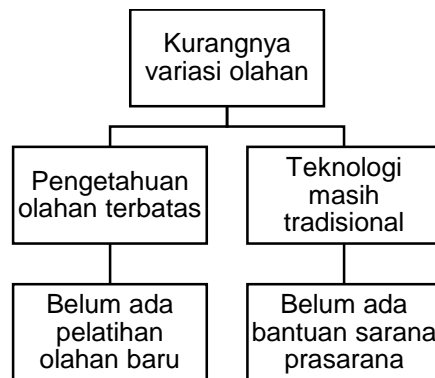 Kurangnya
variasi olahan
Pengetahuan
olahan terbatas
Teknologi
masih
tradisional
Belum ada
pelatihan
olahan baru
Belum ada
bantuan sarana
prasarana